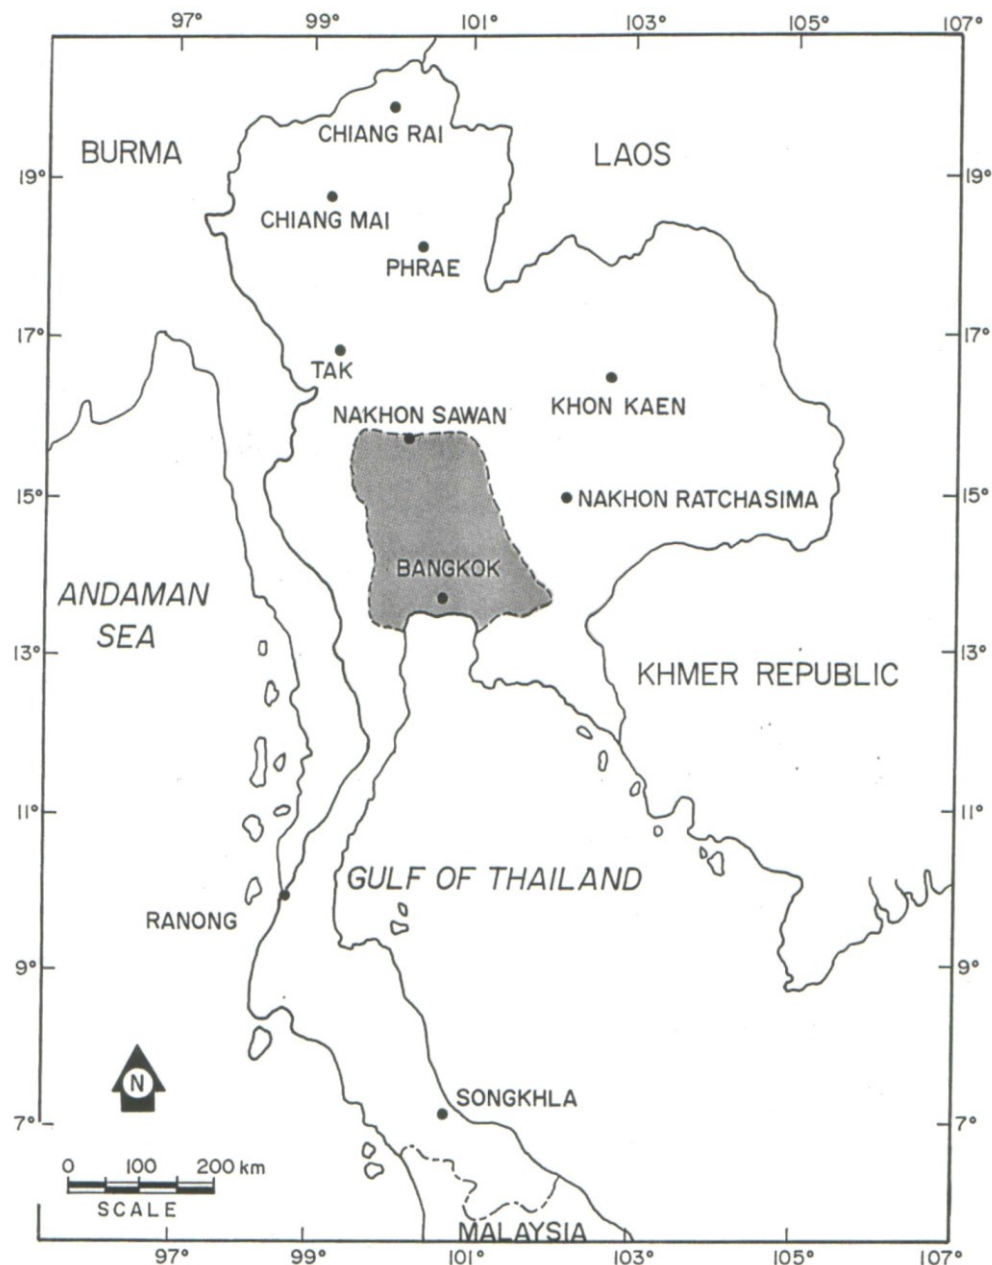 97° 99° 101° 103° 105° 107°
CHIANG RAI
BURMA
LAOS
19° 19°
CHIANG MAI
PHRAE
17° 17°
TAK
KHON KAEN
NAKHON SAWAN
15° 15°
NAKHON RATCHASIMA
BANGKOK
ANDAMAN
SEA
13° 13°
KHMER REPUBLIC
11° 11°
GULF OF THAILAND
RANONG
9° 9°
N
SONGKHLA
7° 7°
0 100 200 km
SCALE
MALAYSIA
97° 99° 101° 103° 105° 107°